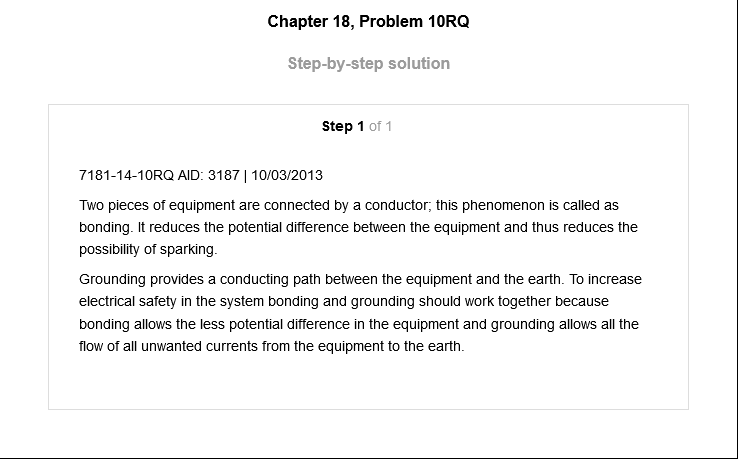 Chapter 18, Problem 10RQ
Step-by-step solution
Step 1 of 1
7181-14-10RQ AID: 3187 | 10/03/2013
Two pieces of equipment are connected by a conductor; this phenomenon is called as
bonding. It reduces the potential difference between the equipment and thus reduces the
possibility of sparking.
Grounding provides a conducting path between the equipment and the earth. To increase
electrical safety in the system bonding and grounding should work together because
bonding allows the less potential difference in the equipment and grounding allows all the
flow of all unwanted currents from the equipment to the earth.